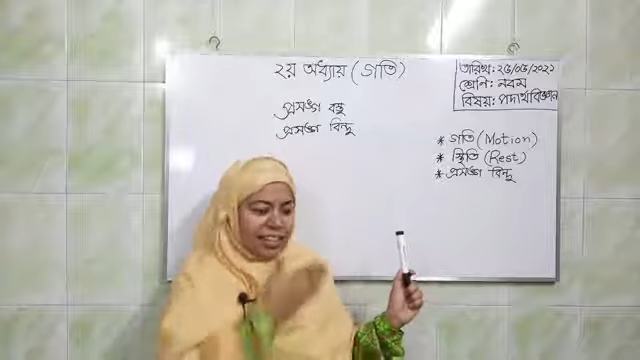 ২য় অধ্যায় (গতি)
তারিখ: ২৫/০৫/২০২১
শ্রেণি: নবম
বিষয়: পদার্থবিজ্ঞান
প্রসঙ্গ বস্তু
প্রসঙ্গ বিন্দু
* গতি (Motion)
* স্থিতি (Rest)
* প্রসঙ্গ বিন্দু